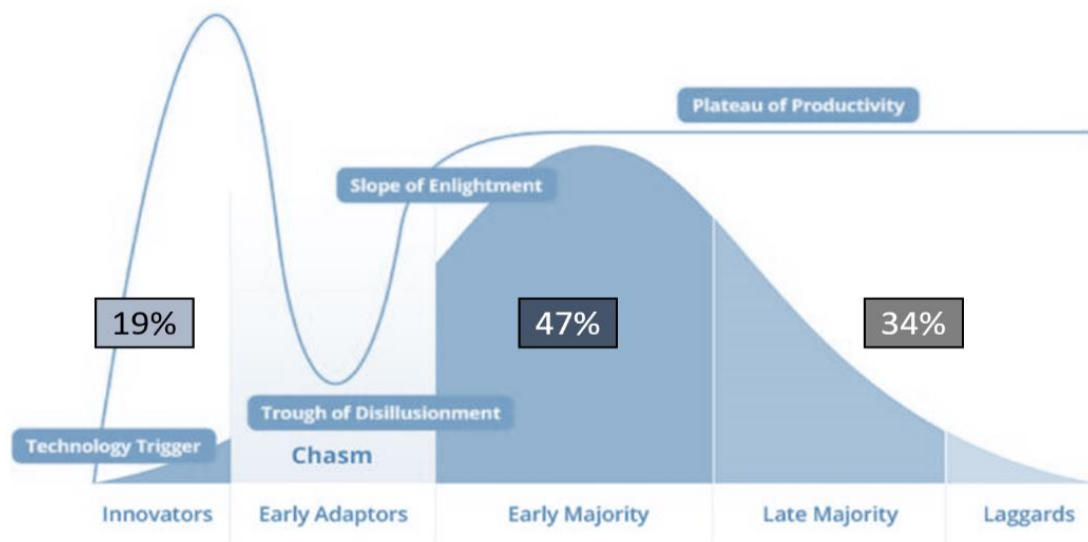 Plateau of Productivity
Slope of Enlightment
19%
47%
34%
Trough of Disillusionment
Technology Trigger
Chasm
Innovators
Early Adaptors
Early Majority
Late Majority
Laggards